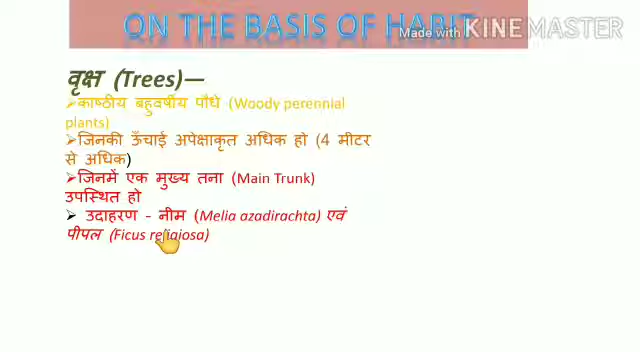 ON THE BASIS OF HABIT
Made with KINEMASTER
वृक्ष (Trees)—
➢काष्ठीय बहुवर्षीय पौधे (Woody perennial
plants)
➢जिनकी ऊँचाई अपेक्षाकृत अधिक हो (4 मीटर
से अधिक)
➢जिनमें एक मुख्य तना (Main Trunk)
उपस्थित हो
➢ उदाहरण - नीम (Melia azadirachta) एवं
पीपल (Ficus religiosa)